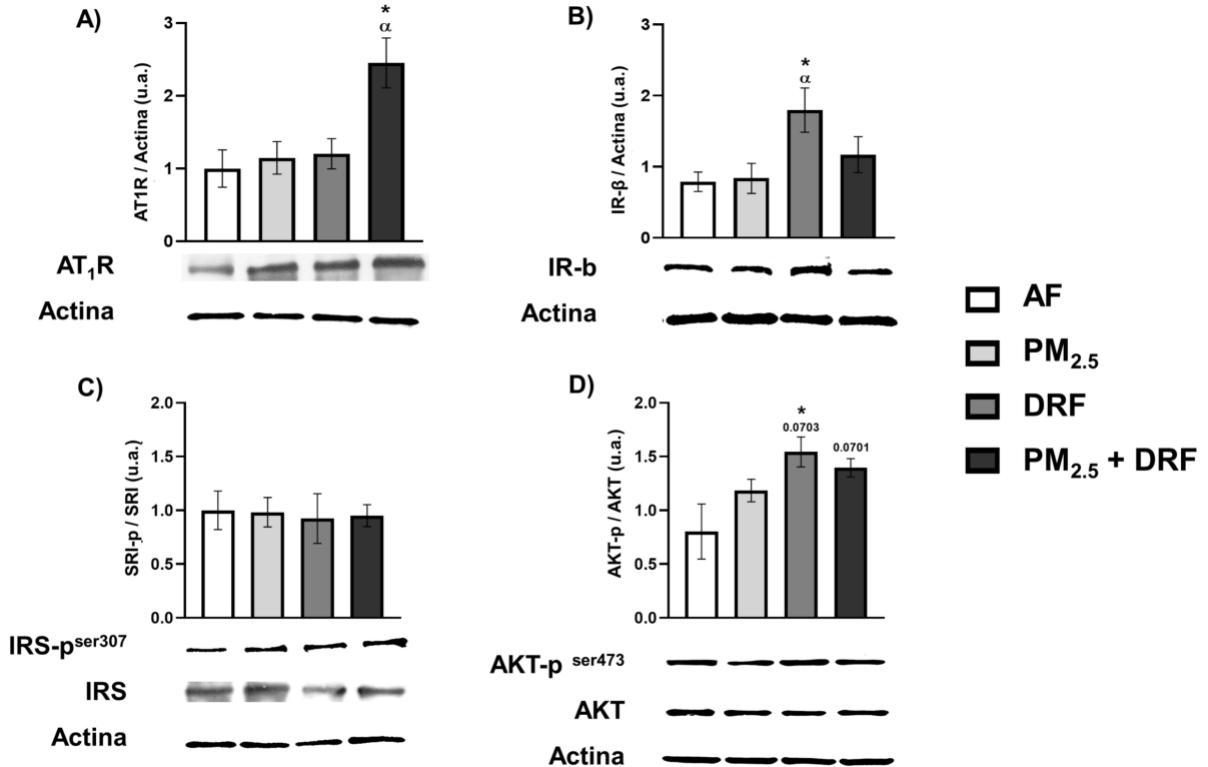 A)
AT1R / Actina (u.a.)
3
2
1
0
*
α
AT₁R
Actina
B)
IR-β / Actina (u.a.)
3
2
1
0
*
α
IR-b
Actina
AF
PM₂.₅
DRF
PM₂.₅ + DRF
C)
SRI-p / SRI (u.a.)
2.0
1.5
1.0
0.5
0.0
IRS-pˢᵉʳ³⁰⁷
IRS
Actina
D)
AKT-p / AKT (u.a.)
2.0
1.5
1.0
0.5
0.0
*
0.0703
0.0701
AKT-p ˢᵉʳ⁴⁷³
AKT
Actina